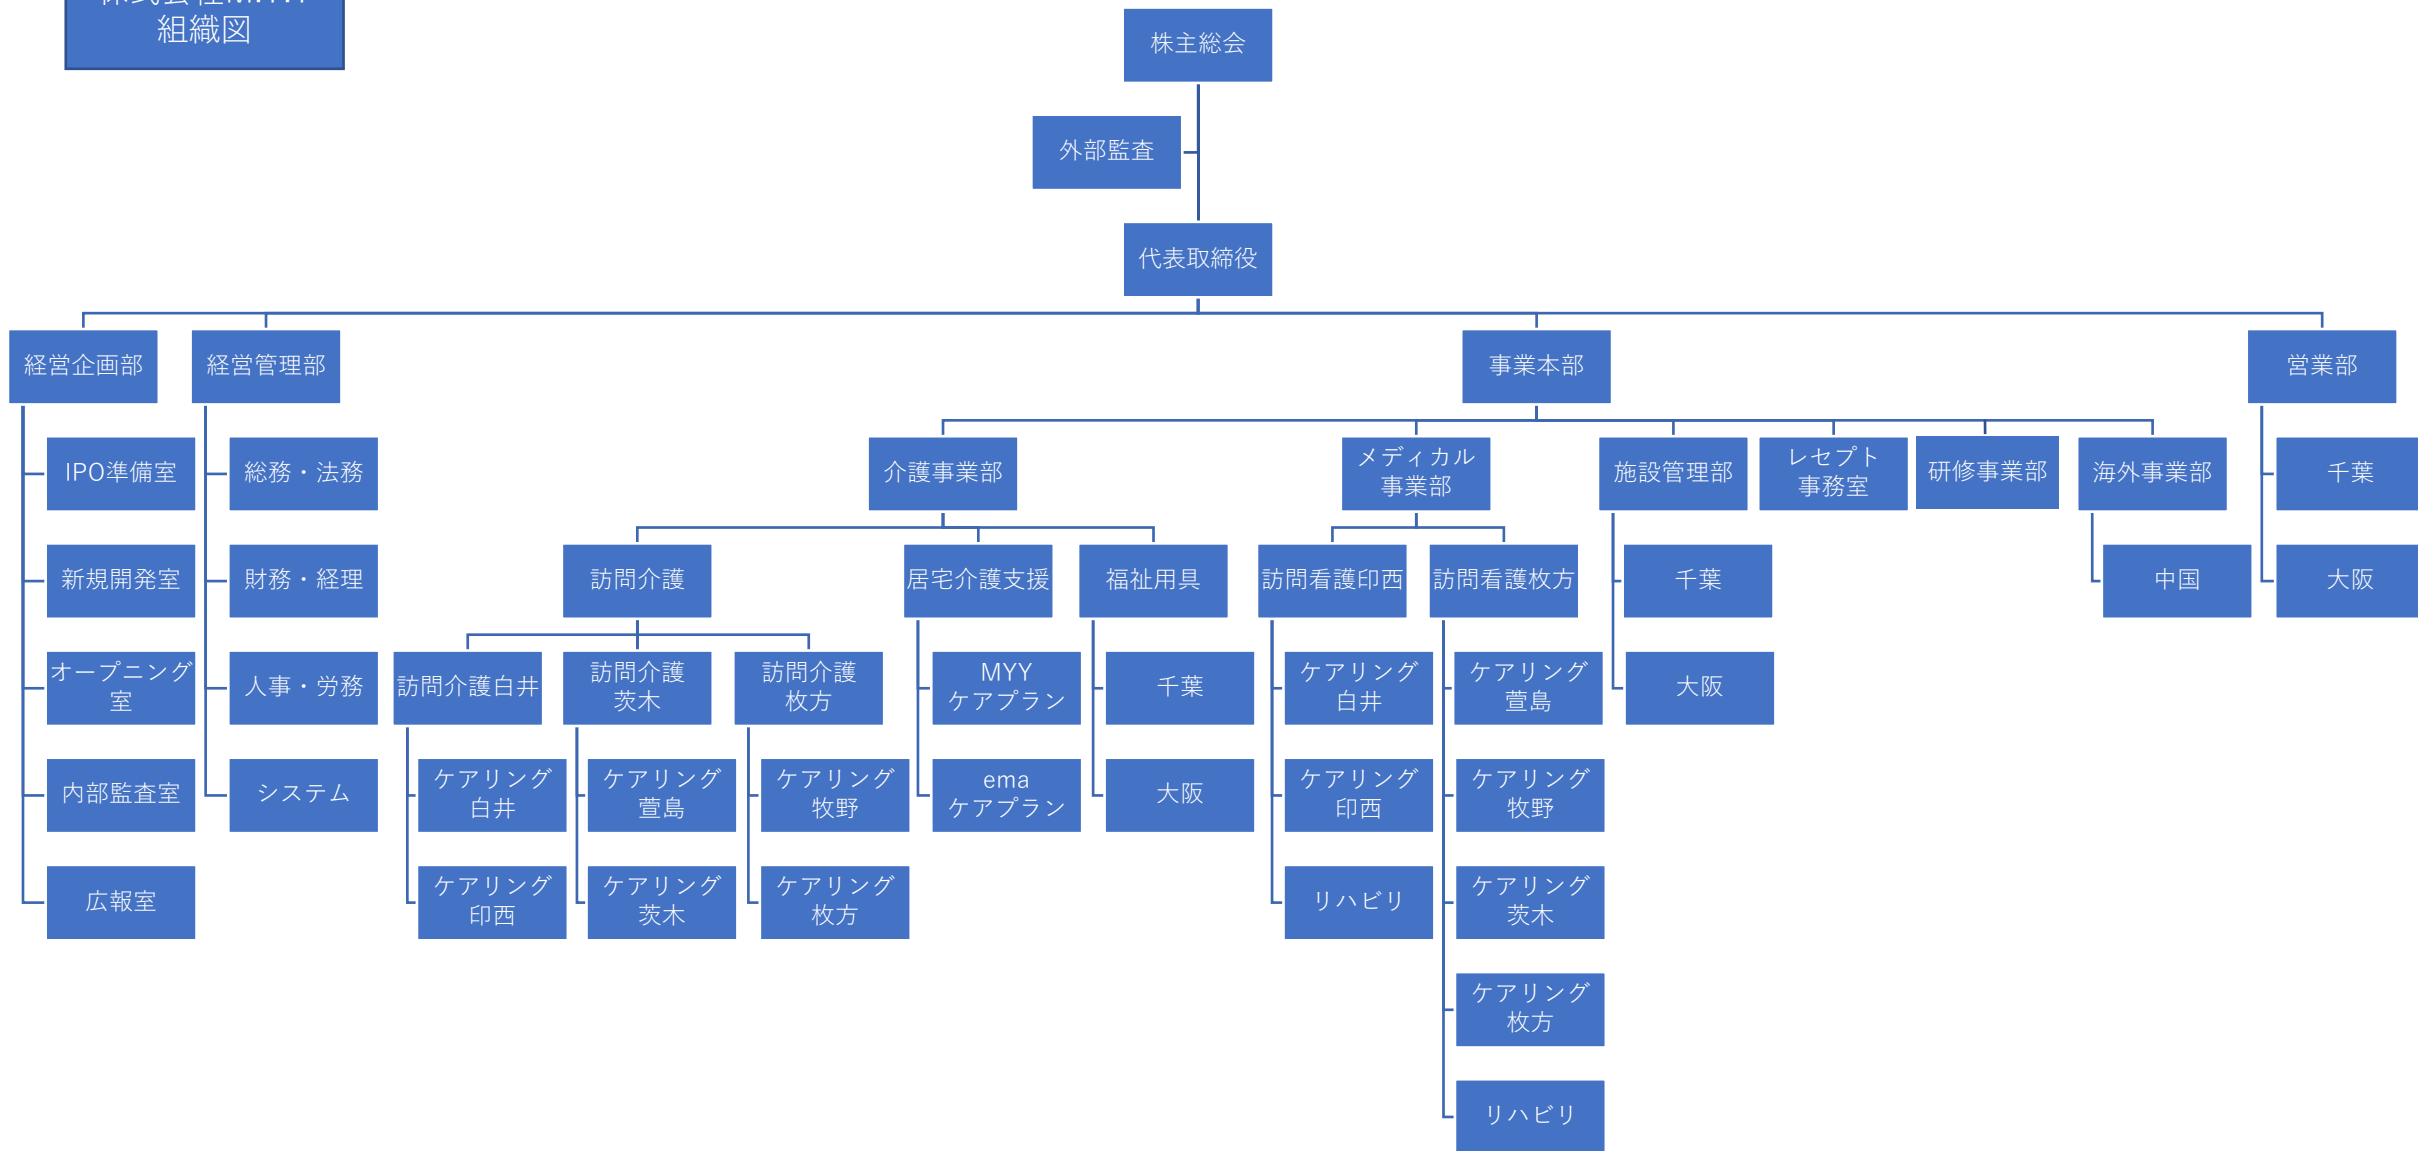 組織図
株主総会
外部監査
代表取締役
経営企画部
経営管理部
事業本部
営業部
IPO準備室
総務・法務
介護事業部
メディカル
事業部
施設管理部
レセプト
事務室
研修事業部
海外事業部
千葉
新規開発室
財務・経理
訪問介護
居宅介護支援
福祉用具
訪問看護印西
訪問看護枚方
千葉
中国
大阪
オープニング
室
人事・労務
訪問介護白井
訪問介護
茨木
訪問介護
枚方
MYY
ケアプラン
千葉
ケアリング
白井
ケアリング
萱島
大阪
内部監査室
システム
ケアリング
白井
ケアリング
萱島
ケアリング
牧野
ema
ケアプラン
大阪
ケアリング
印西
ケアリング
牧野
広報室
ケアリング
印西
ケアリング
茨木
ケアリング
枚方
リハビリ
ケアリング
茨木
ケアリング
枚方
リハビリ